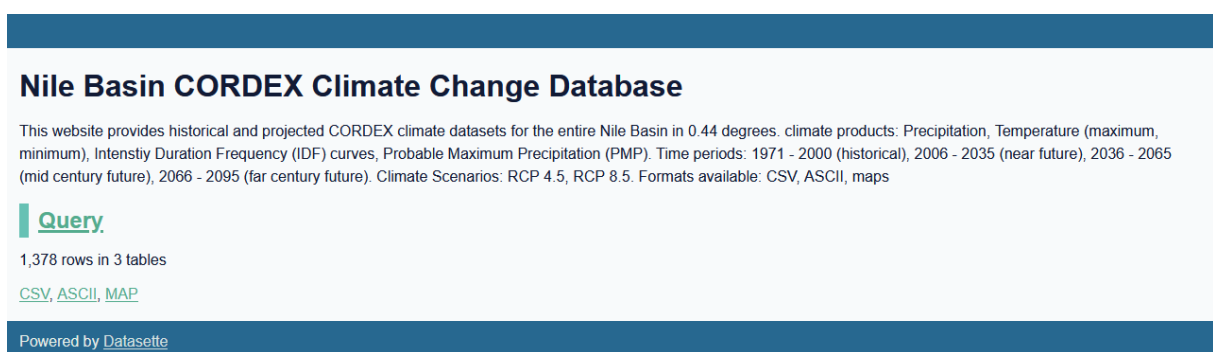 Nile Basin CORDEX Climate Change Database
This website provides historical and projected CORDEX climate datasets for the entire Nile Basin in 0.44 degrees. climate products: Precipitation, Temperature (maximum,
minimum), Intenstiy Duration Frequency (IDF) curves, Probable Maximum Precipitation (PMP). Time periods: 1971 - 2000 (historical), 2006 - 2035 (near future), 2036 - 2065
(mid century future), 2066 - 2095 (far century future). Climate Scenarios: RCP 4.5, RCP 8.5. Formats available: CSV, ASCII, maps
Query
1,378 rows in 3 tables
CSV, ASCII, MAP
Powered by Datasette